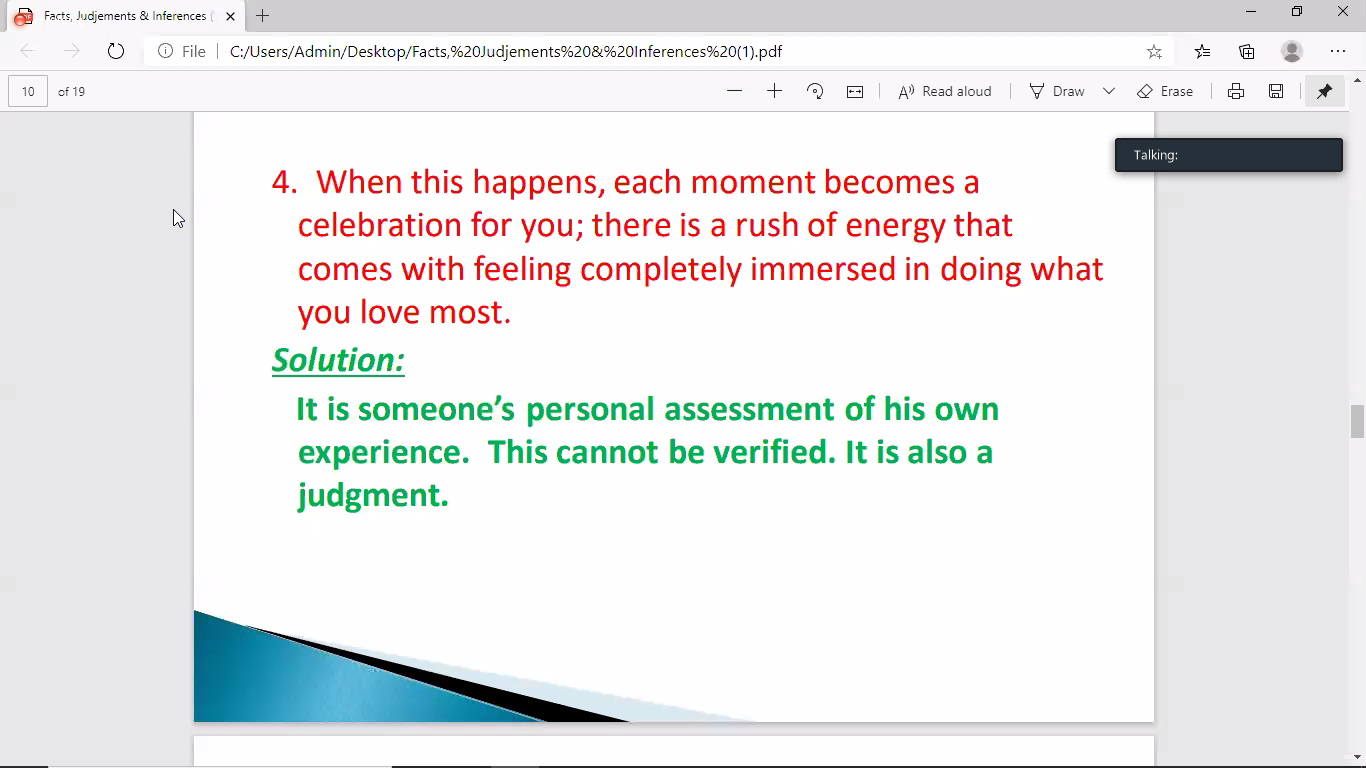 Facts, Judjements & Inferences (
File
C:/Users/Admin/Desktop/Facts,%20Judjements%20&%20Inferences%20(1).pdf
10 of 19
Read aloud
Draw
Erase
Talking:
4. When this happens, each moment becomes a
celebration for you; there is a rush of energy that
comes with feeling completely immersed in doing what
you love most.
Solution:
It is someone’s personal assessment of his own
experience. This cannot be verified. It is also a
judgment.